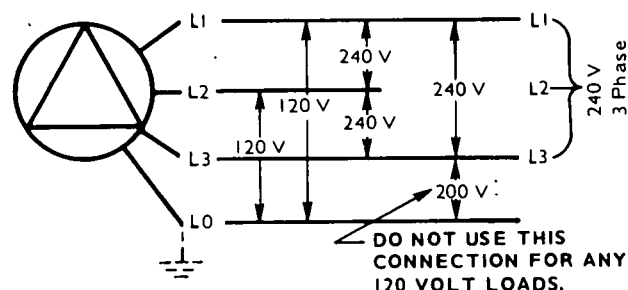 L1 L1
240 V 240 V
L2 L2
120 V
120 V 240 V
240 V
3 Phase
L3 L3
200 V
L0
DO NOT USE THIS
CONNECTION FOR ANY
120 VOLT LOADS.